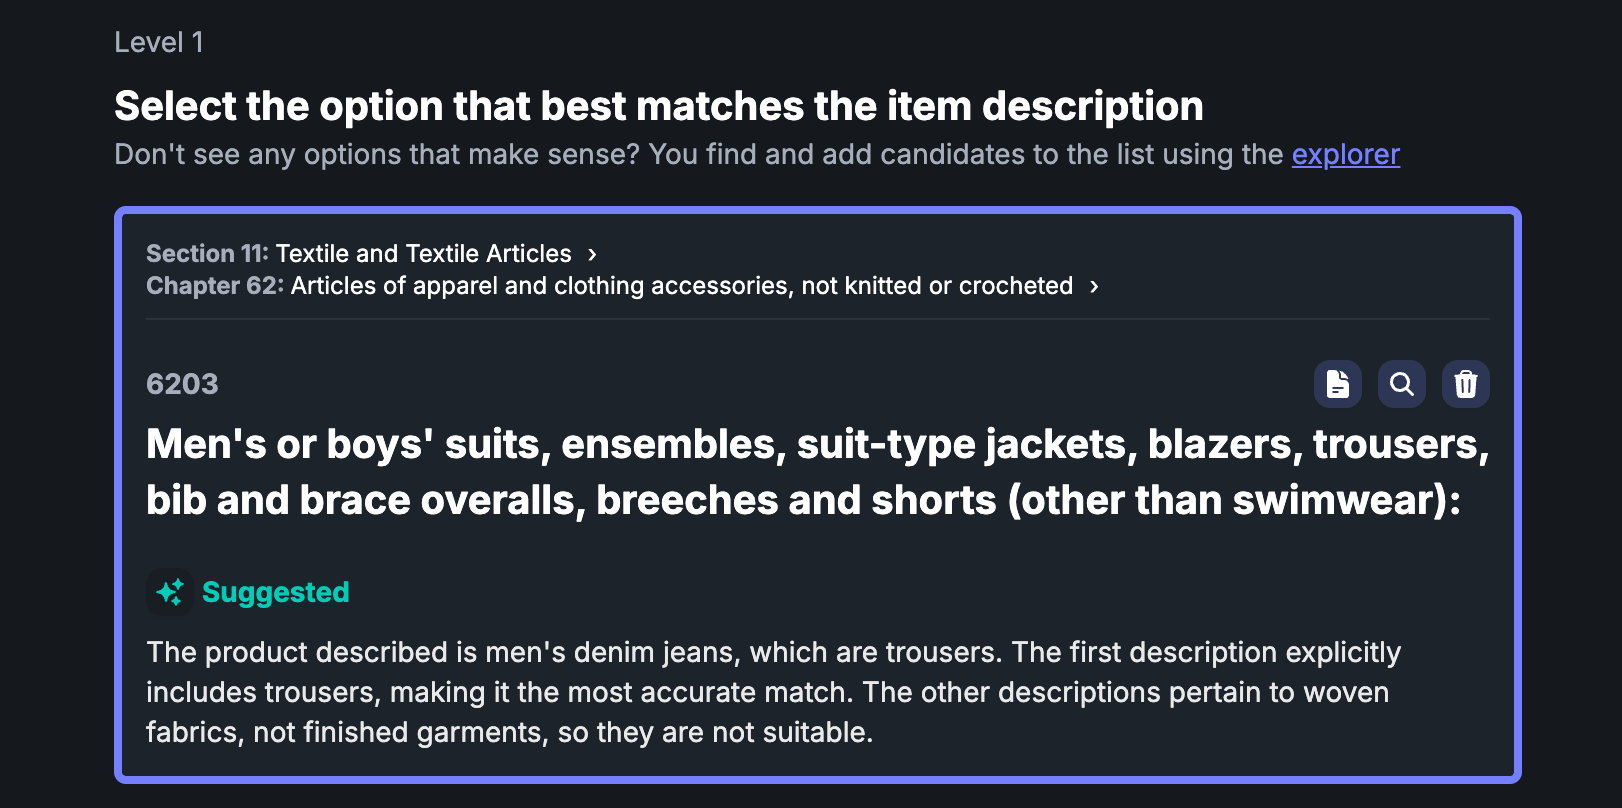 Level 1
Select the option that best matches the item description
Don't see any options that make sense? You find and add candidates to the list using the explorer
Section 11: Textile and Textile Articles ›
Chapter 62: Articles of apparel and clothing accessories, not knitted or crocheted ›
6203
Men's or boys' suits, ensembles, suit-type jackets, blazers, trousers,
bib and brace overalls, breeches and shorts (other than swimwear):
Suggested
The product described is men's denim jeans, which are trousers. The first description explicitly
includes trousers, making it the most accurate match. The other descriptions pertain to woven
fabrics, not finished garments, so they are not suitable.